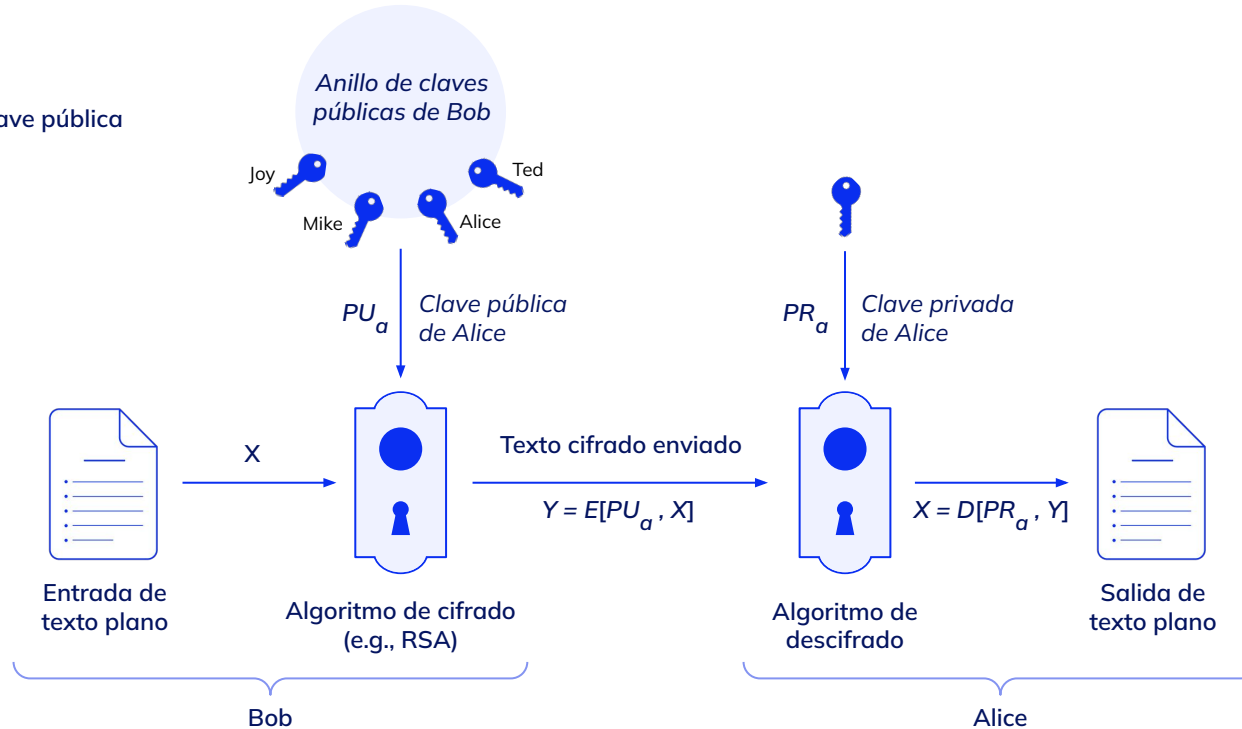 Anillo de claves
públicas de Bob
ave pública
Joy
Ted
Mike
Alice
PUa
Clave pública
de Alice
PRa
Clave privada
de Alice
X
Texto cifrado enviado
Y = E[PUa , X]
X = D[PRa , Y]
Entrada de
texto plano
Algoritmo de cifrado
(e.g., RSA)
Algoritmo de
descifrado
Salida de
texto plano
Bob
Alice